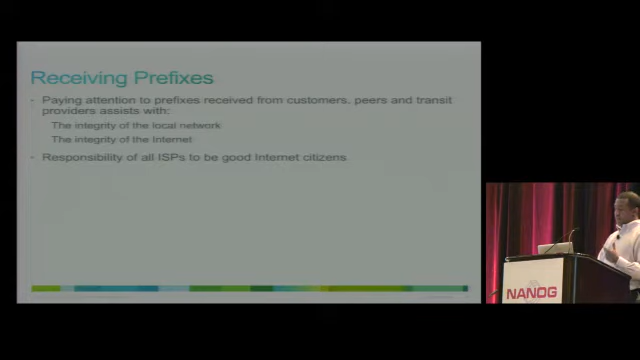 Receiving Prefixes
Paying attention to prefixes received from customers, peers and transit
providers assists with:
The integrity of the local network
The integrity of the Internet
Responsibility of all ISPs to be good Internet citizens
NANOG